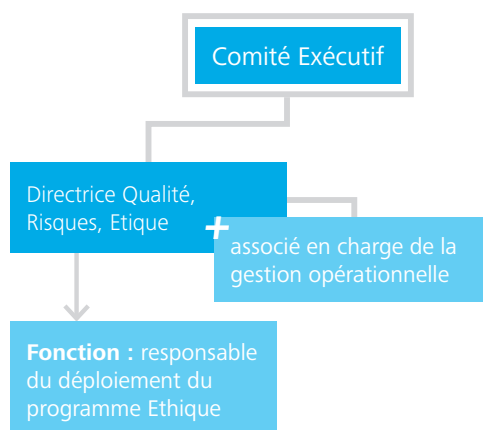 Comité Exécutif
Directrice Qualité,
Risques, Etique
+
associé en charge de la
gestion opérationnelle
Fonction : responsable
du déploiement du
programme Ethique